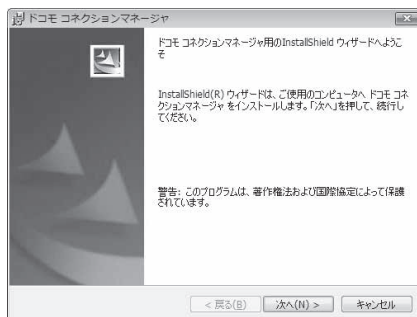 ドコモ コネクションマネージャ
ドコモ コネクションマネージャ用のInstallShield ウィザードへようこ
そ
InstallShield(R) ウィザードは、ご使用のコンピュータへ ドコモ コネ
クションマネージャ をインストールします。「次へ」を押して、続行し
てください。
警告: このプログラムは、著作権法および国際協定によって保護
されています。
< 戻る(B)
次へ(N) >
キャンセル